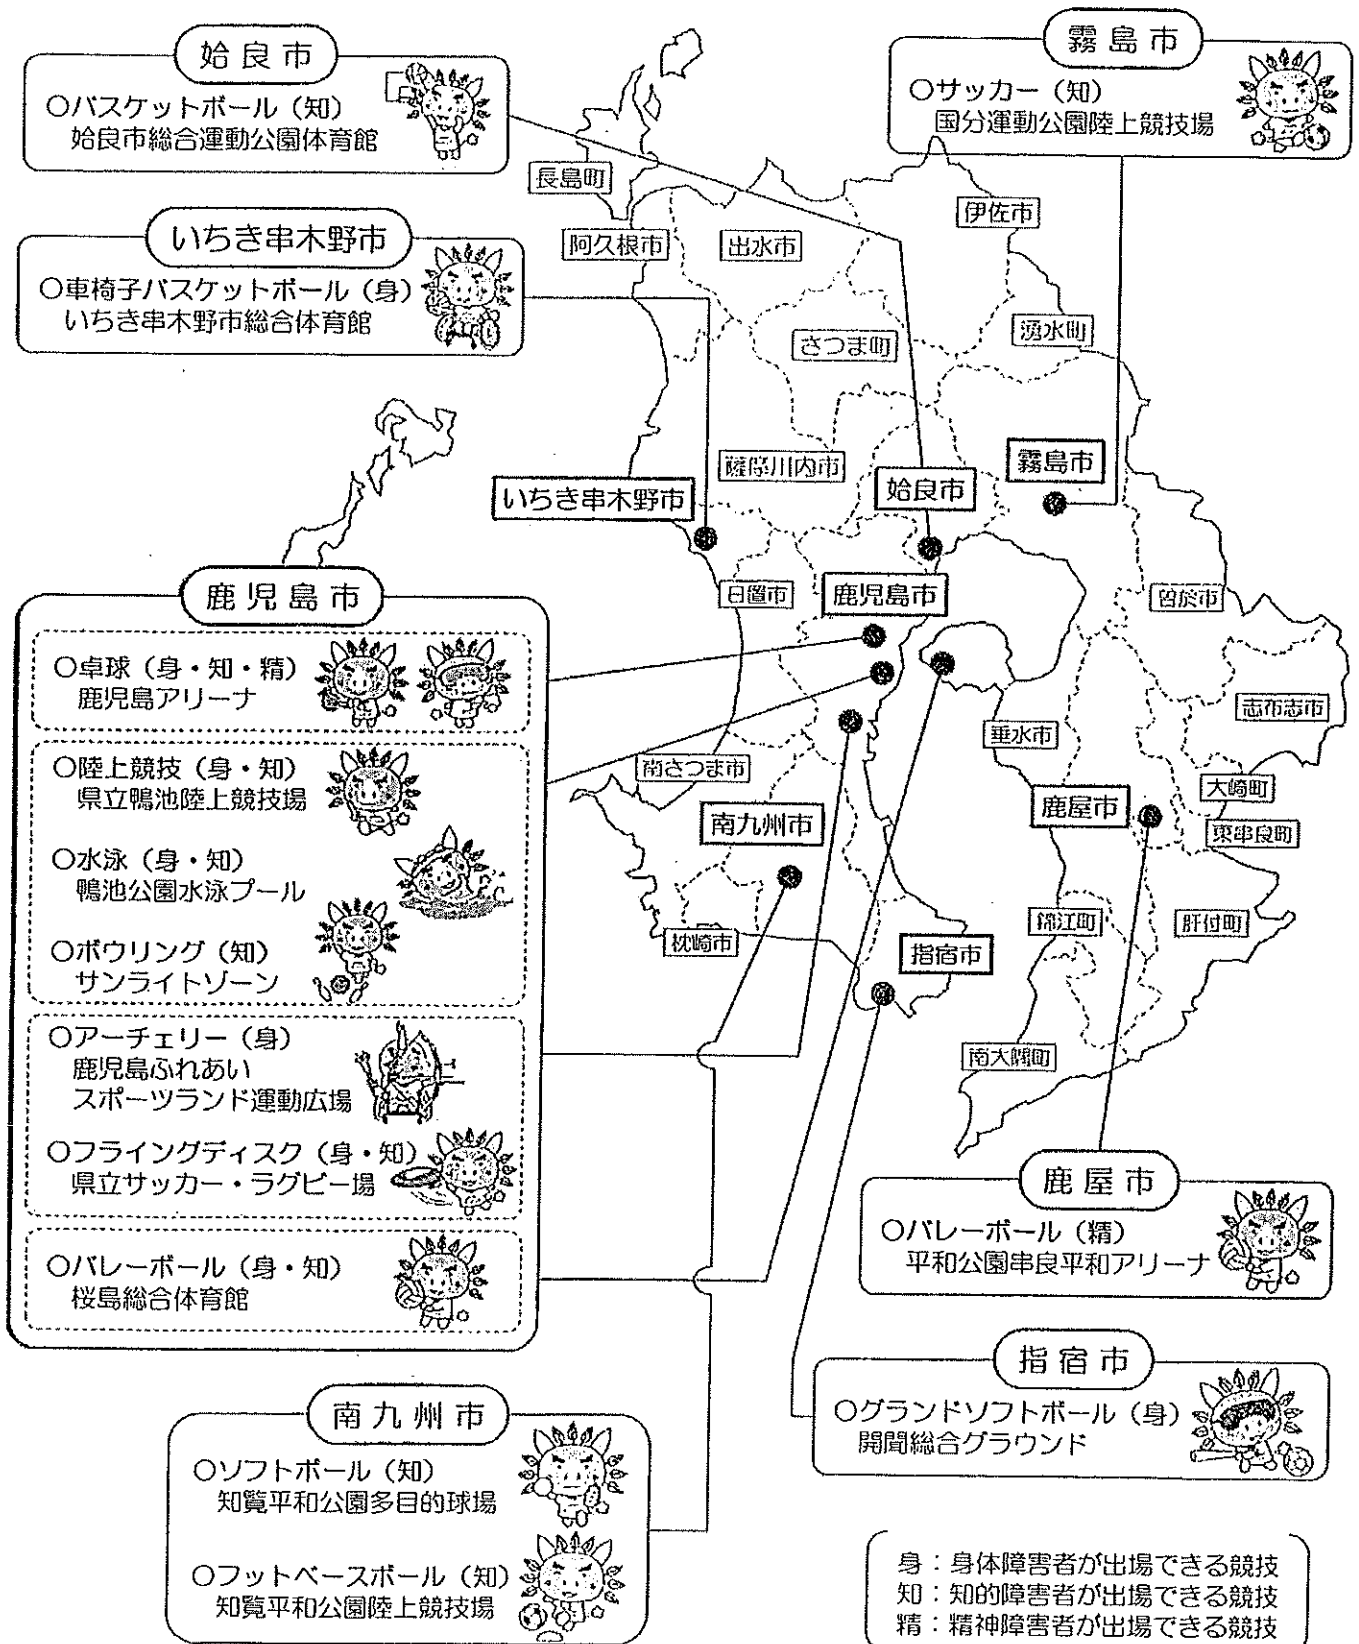 姶良市
○バスケットボール（知）
姶良市総合運動公園体育館
霧島市
○サッカー（知）
国分運動公園陸上競技場
いちき串木野市
○車椅子バスケットボール（身）
いちき串木野市総合体育館
長島町
阿久根市
出水市
伊佐市
さつま町
湧水町
薩摩川内市
霧島市
姶良市
いちき串木野市
日置市
鹿児島市
曽於市
志布志市
垂水市
南さつま市
大崎町
鹿屋市
東串良町
南九州市
錦江町
肝付町
枕崎市
指宿市
南大隅町
鹿児島市
○卓球（身・知・精）
鹿児島アリーナ
○陸上競技（身・知）
県立鴨池陸上競技場
○水泳（身・知）
鴨池公園水泳プール
○ボウリング（知）
サンライトゾーン
○アーチェリー（身）
鹿児島ふれあい
スポーツランド運動広場
○フライングディスク（身・知）
県立サッカー・ラグビー場
○バレーボール（身・知）
桜島総合体育館
鹿屋市
○バレーボール（精）
平和公園串良平和アリーナ
指宿市
○グランドソフトボール（身）
開聞総合グラウンド
南九州市
○ソフトボール（知）
知覧平和公園多目的球場
○フットベースボール（知）
知覧平和公園陸上競技場
身：身体障害者が出場できる競技
知：知的障害者が出場できる競技
精：精神障害者が出場できる競技